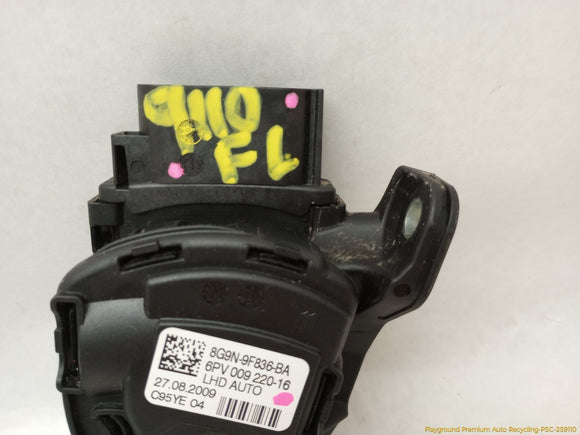 9110
FL
11
8G9N-9F836-BA
6PV 009 220-16
LHD AUTO
27.08.2009
C95YE 04
Playground Premium Auto Recycling-PSC-259110